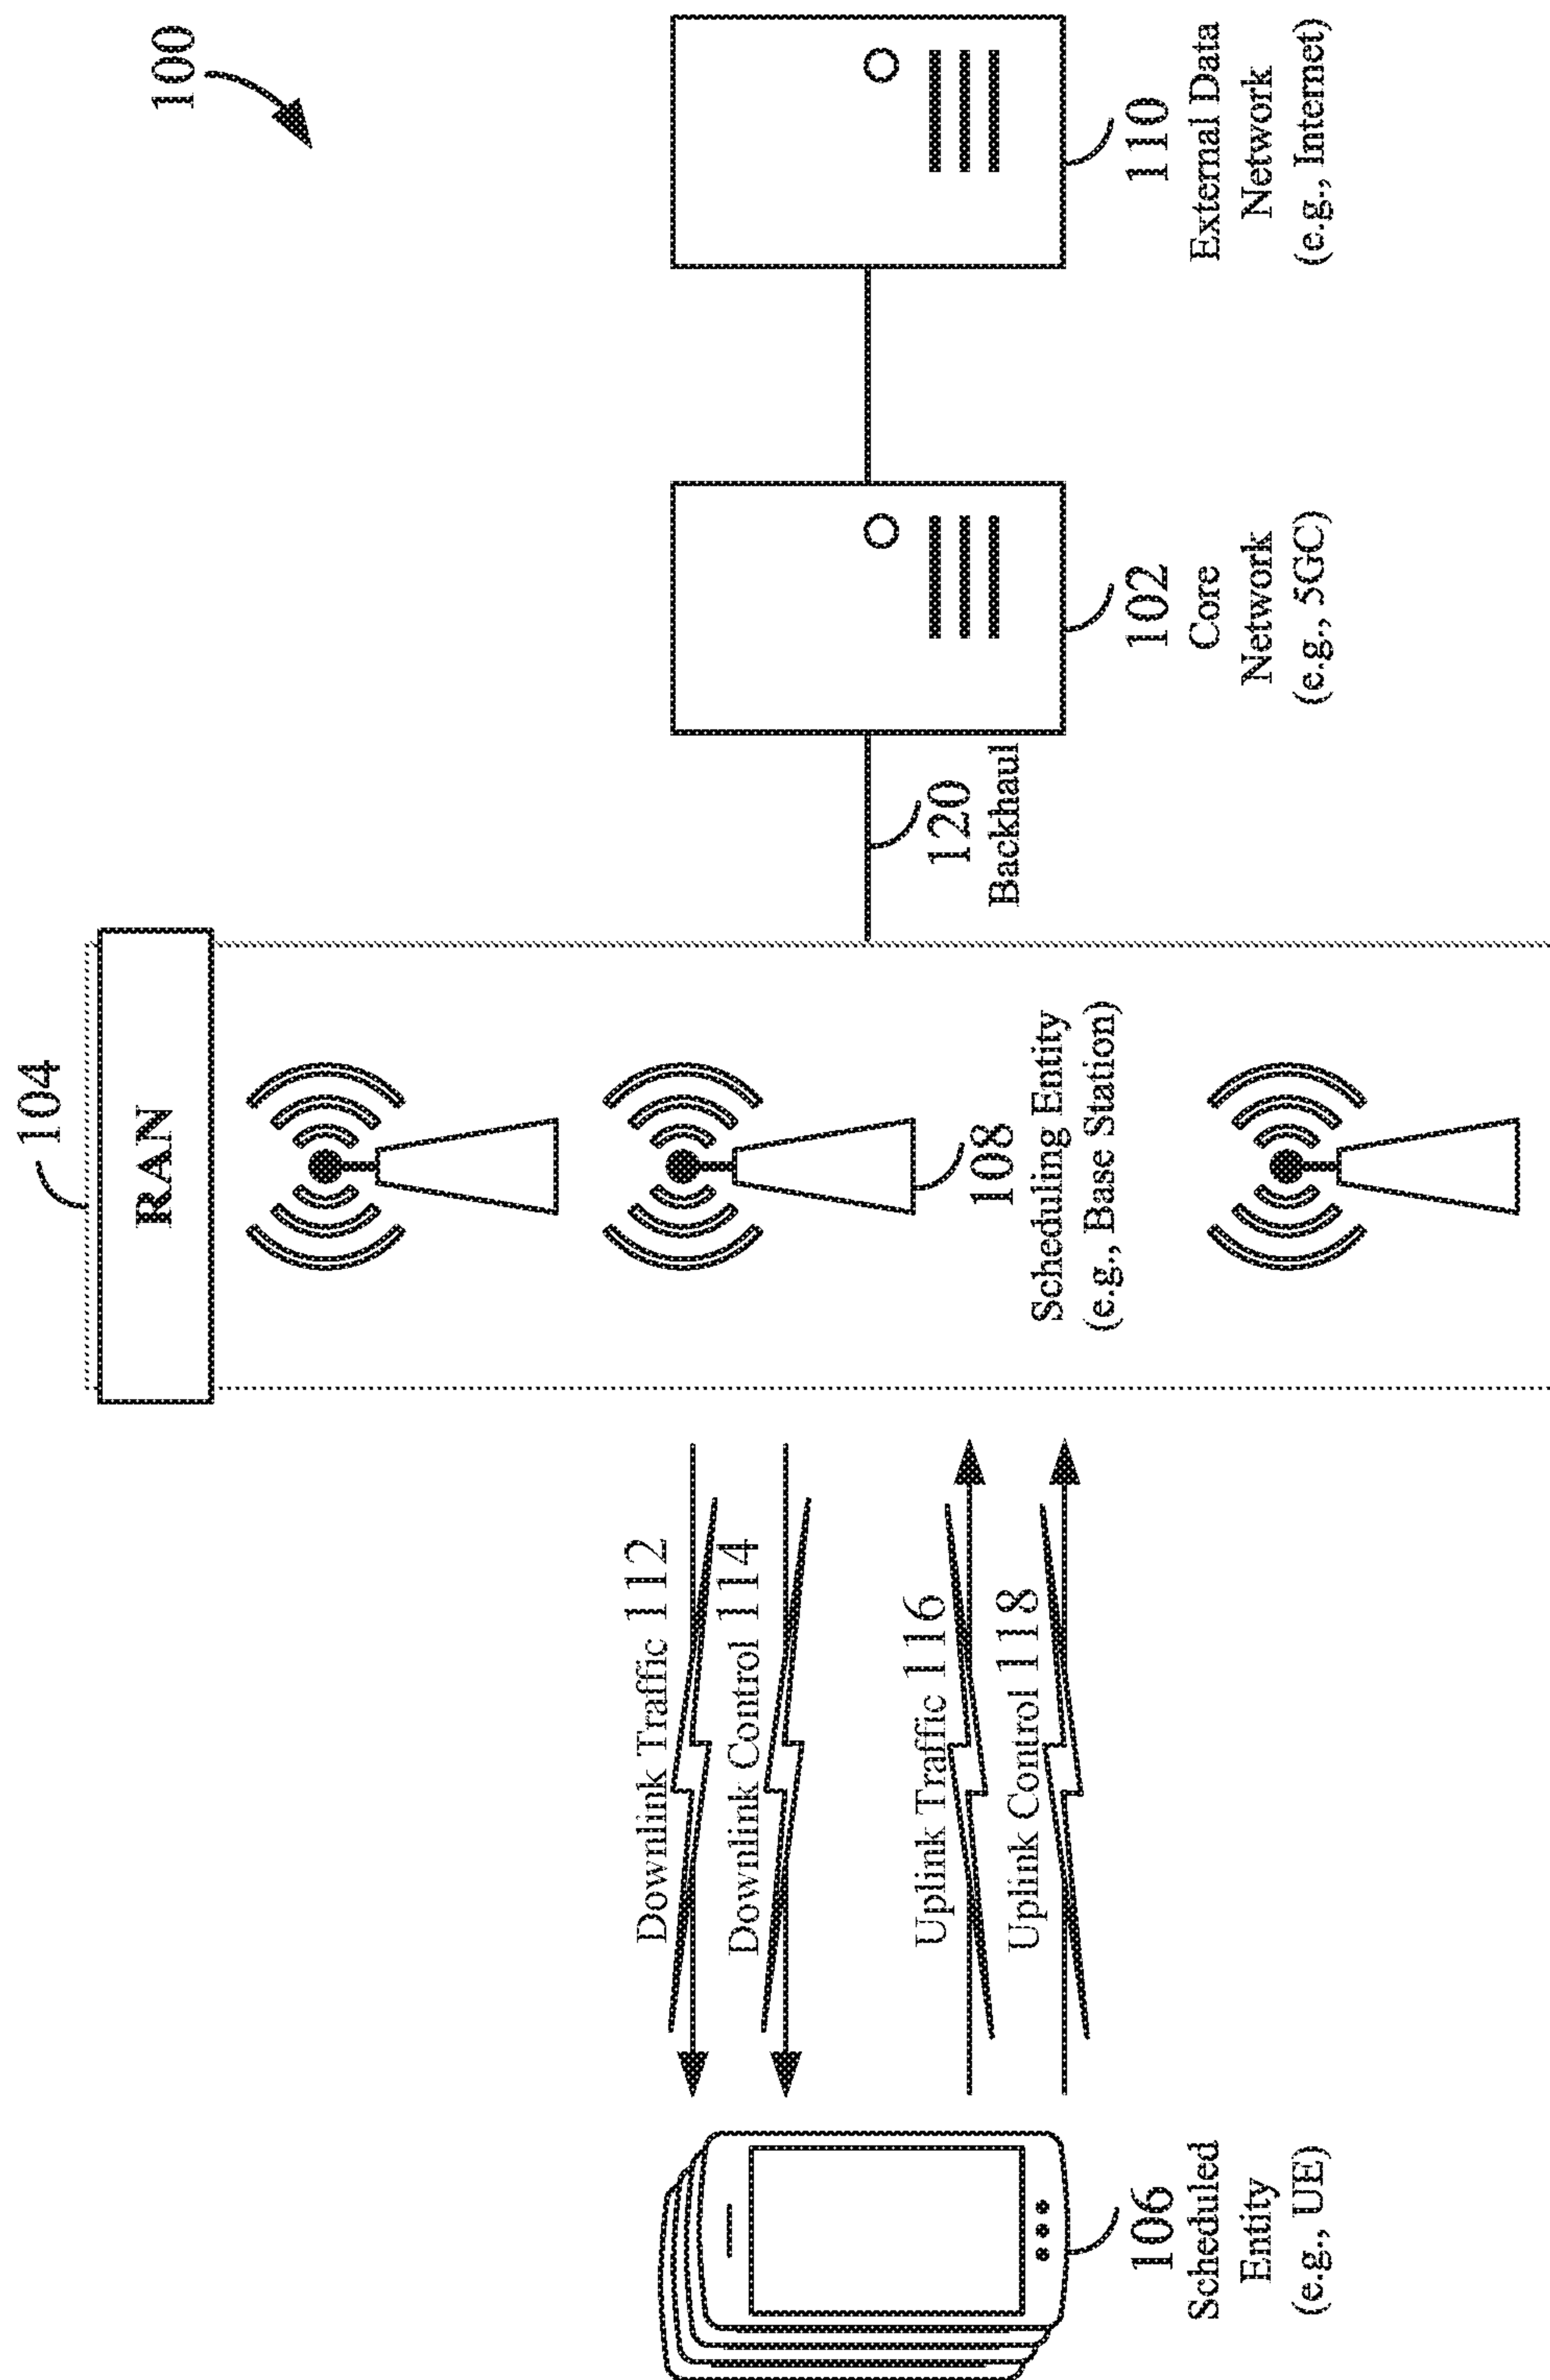 100
104
RAN
Downlink Traffic 112
Downlink Control 114
Uplink Traffic 116
Uplink Control 118
106
Scheduled
Entity
(e.g., UE)
108
Scheduling Entity
(e.g., Base Station)
120
Backhaul
102
Core
Network
(e.g., 5GC)
110
External Data
Network
(e.g., Internet)